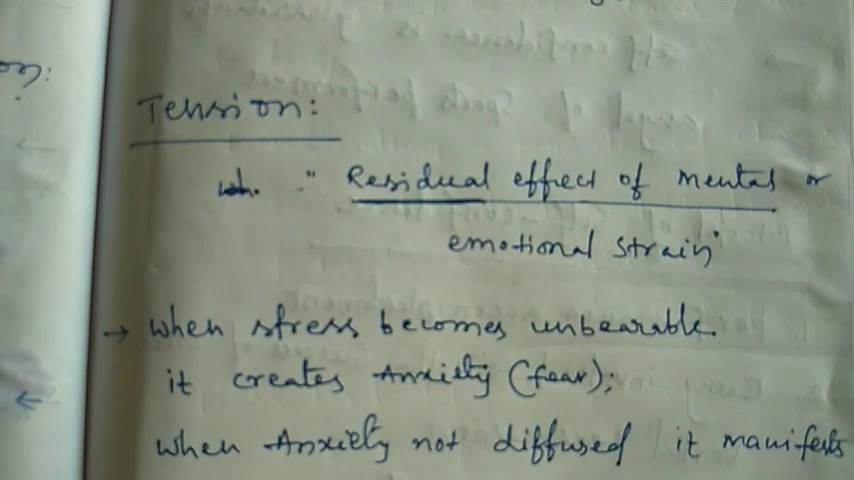 Tension:
" Residual effect of mental or
emotional strain"
→ when stress becomes unbearable.
it creates Anxiety (fear);
when Anxiety not diffused it manifests